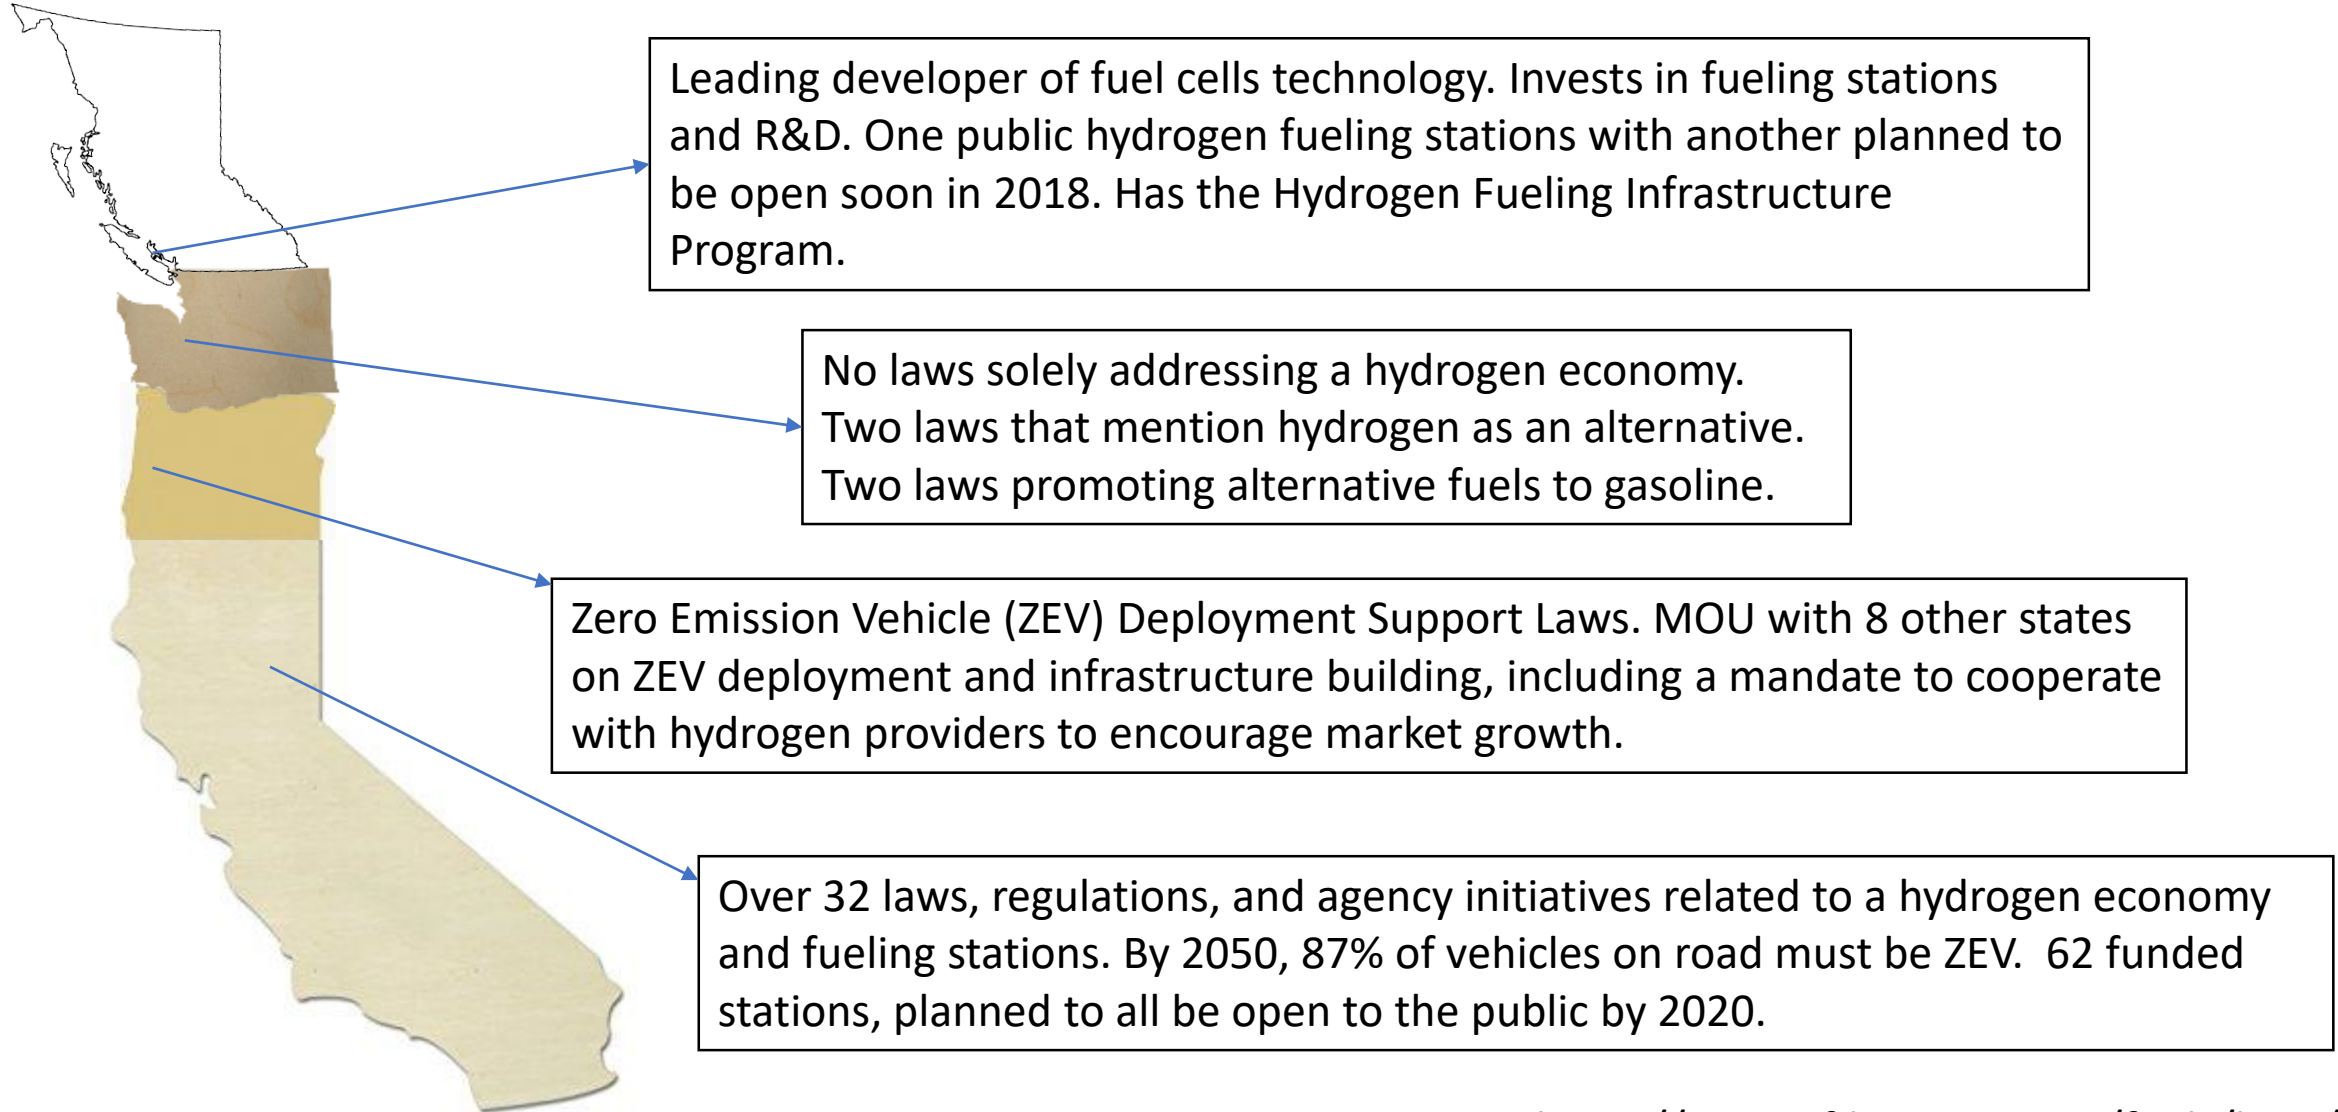 Leading developer of fuel cells technology. Invests in fueling stations
and R&D. One public hydrogen fueling stations with another planned to
be open soon in 2018. Has the Hydrogen Fueling Infrastructure
Program.
No laws solely addressing a hydrogen economy.
Two laws that mention hydrogen as an alternative.
Two laws promoting alternative fuels to gasoline.
Zero Emission Vehicle (ZEV) Deployment Support Laws. MOU with 8 other states
on ZEV deployment and infrastructure building, including a mandate to cooperate
with hydrogen providers to encourage market growth.
Over 32 laws, regulations, and agency initiatives related to a hydrogen economy
and fueling stations. By 2050, 87% of vehicles on road must be ZEV.  62 funded
stations, planned to all be open to the public by 2020.